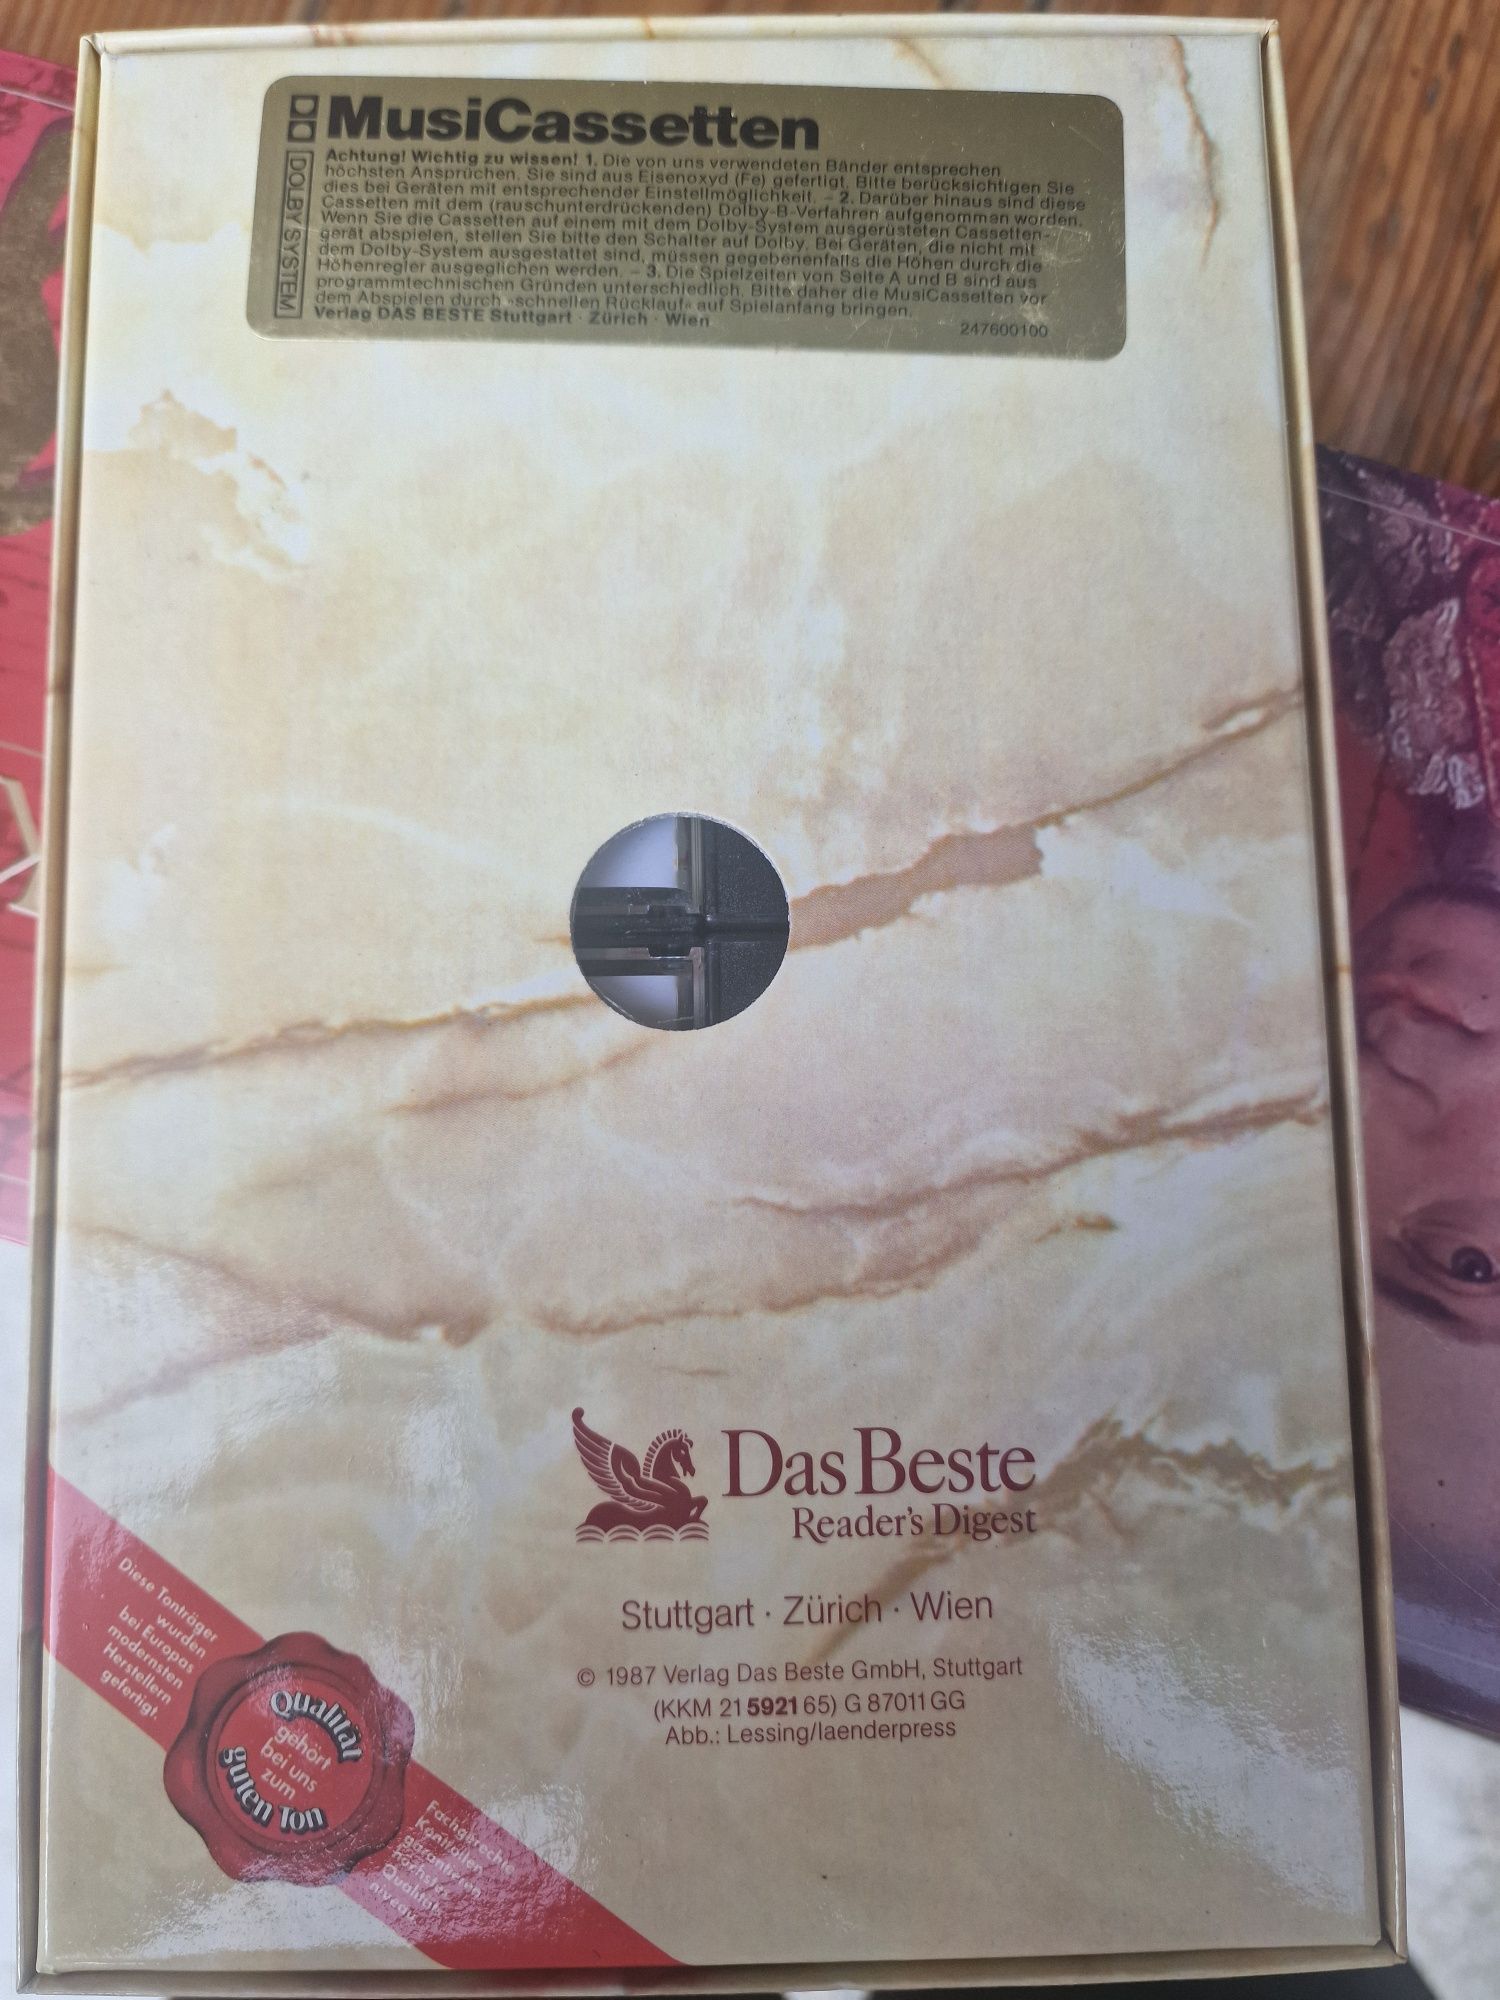 MusiCassetten
DOLBY SYSTEM
Achtung! Wichtig zu wissen! 1. Die von uns verwendeten Bänder entsprechen
höchsten Ansprüchen. Sie sind aus Eisenoxyd (Fe) gefertigt. Bitte berücksichtigen Sie
dies bei Geräten mit entsprechender Einstellmöglichkeit. – 2. Darüber hinaus sind diese
Cassetten mit dem (rauschunterdrückenden) Dolby-B-Verfahren aufgenommen worden.
Wenn Sie die Cassetten auf einem mit dem Dolby-System ausgerüsteten Cassetten-
gerät abspielen, stellen Sie bitte den Schalter auf Dolby. Bei Geräten, die nicht mit
dem Dolby-System ausgestattet sind, müssen gegebenenfalls die Höhen durch die
Höhenregler ausgeglichen werden. – 3. Die Spielzeiten von Seite A und B sind aus
programmtechnischen Gründen unterschiedlich. Bitte daher die MusiCassetten vor
dem Abspielen durch »schnellen Rücklauf« auf Spielanfang bringen.
Verlag DAS BESTE Stuttgart · Zürich · Wien
247600100
Das Beste
Reader's Digest
Stuttgart · Zürich · Wien
© 1987 Verlag Das Beste GmbH, Stuttgart
(KKM 21 5921 65) G 87011 GG
Abb.: Lessing/laenderpress
Diese Tonträger
wurden
bei Europas
modernsten
Herstellern
gefertigt.
Qualität
gehört
bei uns
zum
guten Ton
Fachgerechte
Kontrollen
garantieren
höchstes
Qualitäts-
niveau.